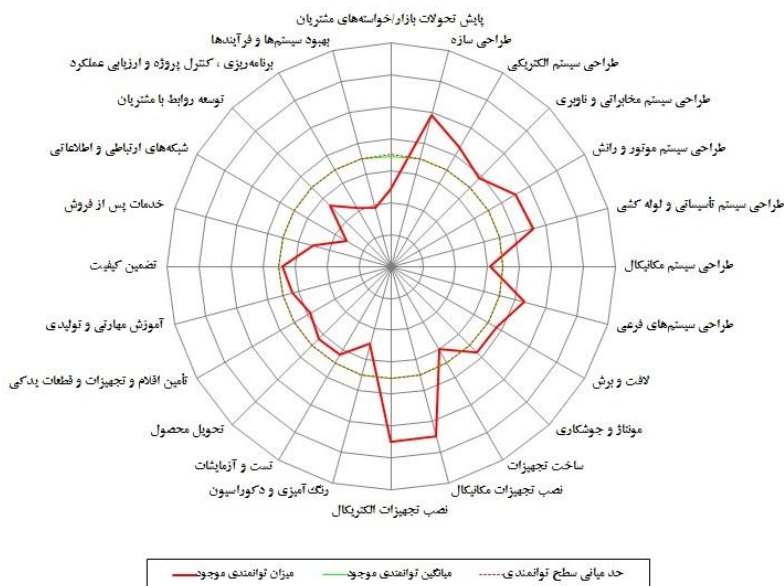 پایش تحولات بازار/خواسته‌های مشتریان
طراحی سازه
طراحی سیستم الکتریکی
طراحی سیستم مخابراتی و ناوبری
طراحی سیستم موتور و رانش
طراحی سیستم تأسیساتی و لوله کشی
طراحی سیستم مکانیکال
طراحی سیستم‌های فرعی
لافت و برش
مونتاژ و جوشکاری
ساخت تجهیزات
نصب تجهیزات مکانیکال
نصب تجهیزات الکتریکال
رنگ آمیزی و دکوراسیون
تست و آزمایشات
تحویل محصول
تأمین اقلام و تجهیزات و قطعات یدکی
آموزش مهارتی و تولیدی
تضمین کیفیت
خدمات پس از فروش
شبکه‌های ارتباطی و اطلاعاتی
توسعه روابط با مشتریان
برنامه‌ریزی ، کنترل پروژه و ارزیابی عملکرد
بهبود سیستم‌ها و فرآیندها
حد میانی سطح توانمندی
میانگین توانمندی موجود
میزان توانمندی موجود